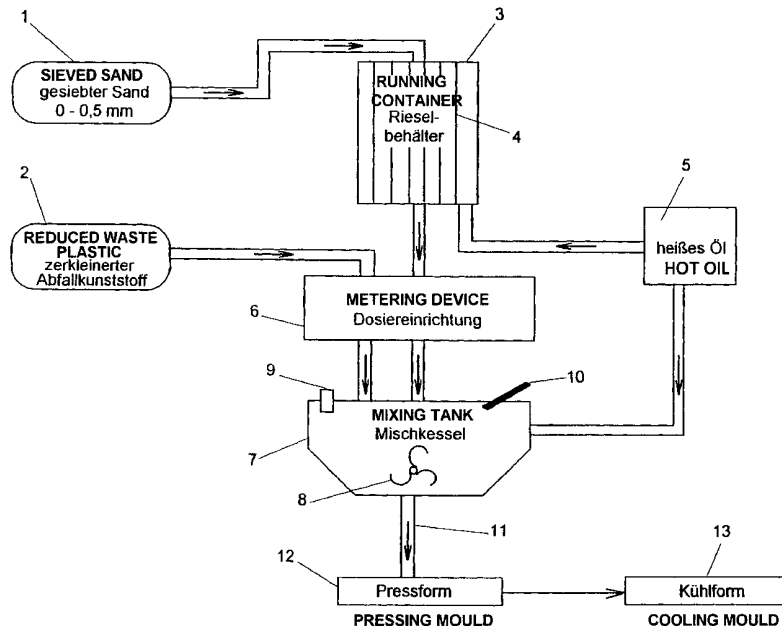 1
SIEVED SAND
gesiebter Sand
0 - 0,5 mm
3
RUNNING
CONTAINER
Riesel-
behälter
4
2
REDUCED WASTE
PLASTIC
zerkleinerter
Abfallkunststoff
5
heißes Öl
HOT OIL
6
METERING DEVICE
Dosiereinrichtung
9
10
MIXING TANK
Mischkessel
7
8
11
12
Pressform
PRESSING MOULD
13
Kühlform
COOLING MOULD